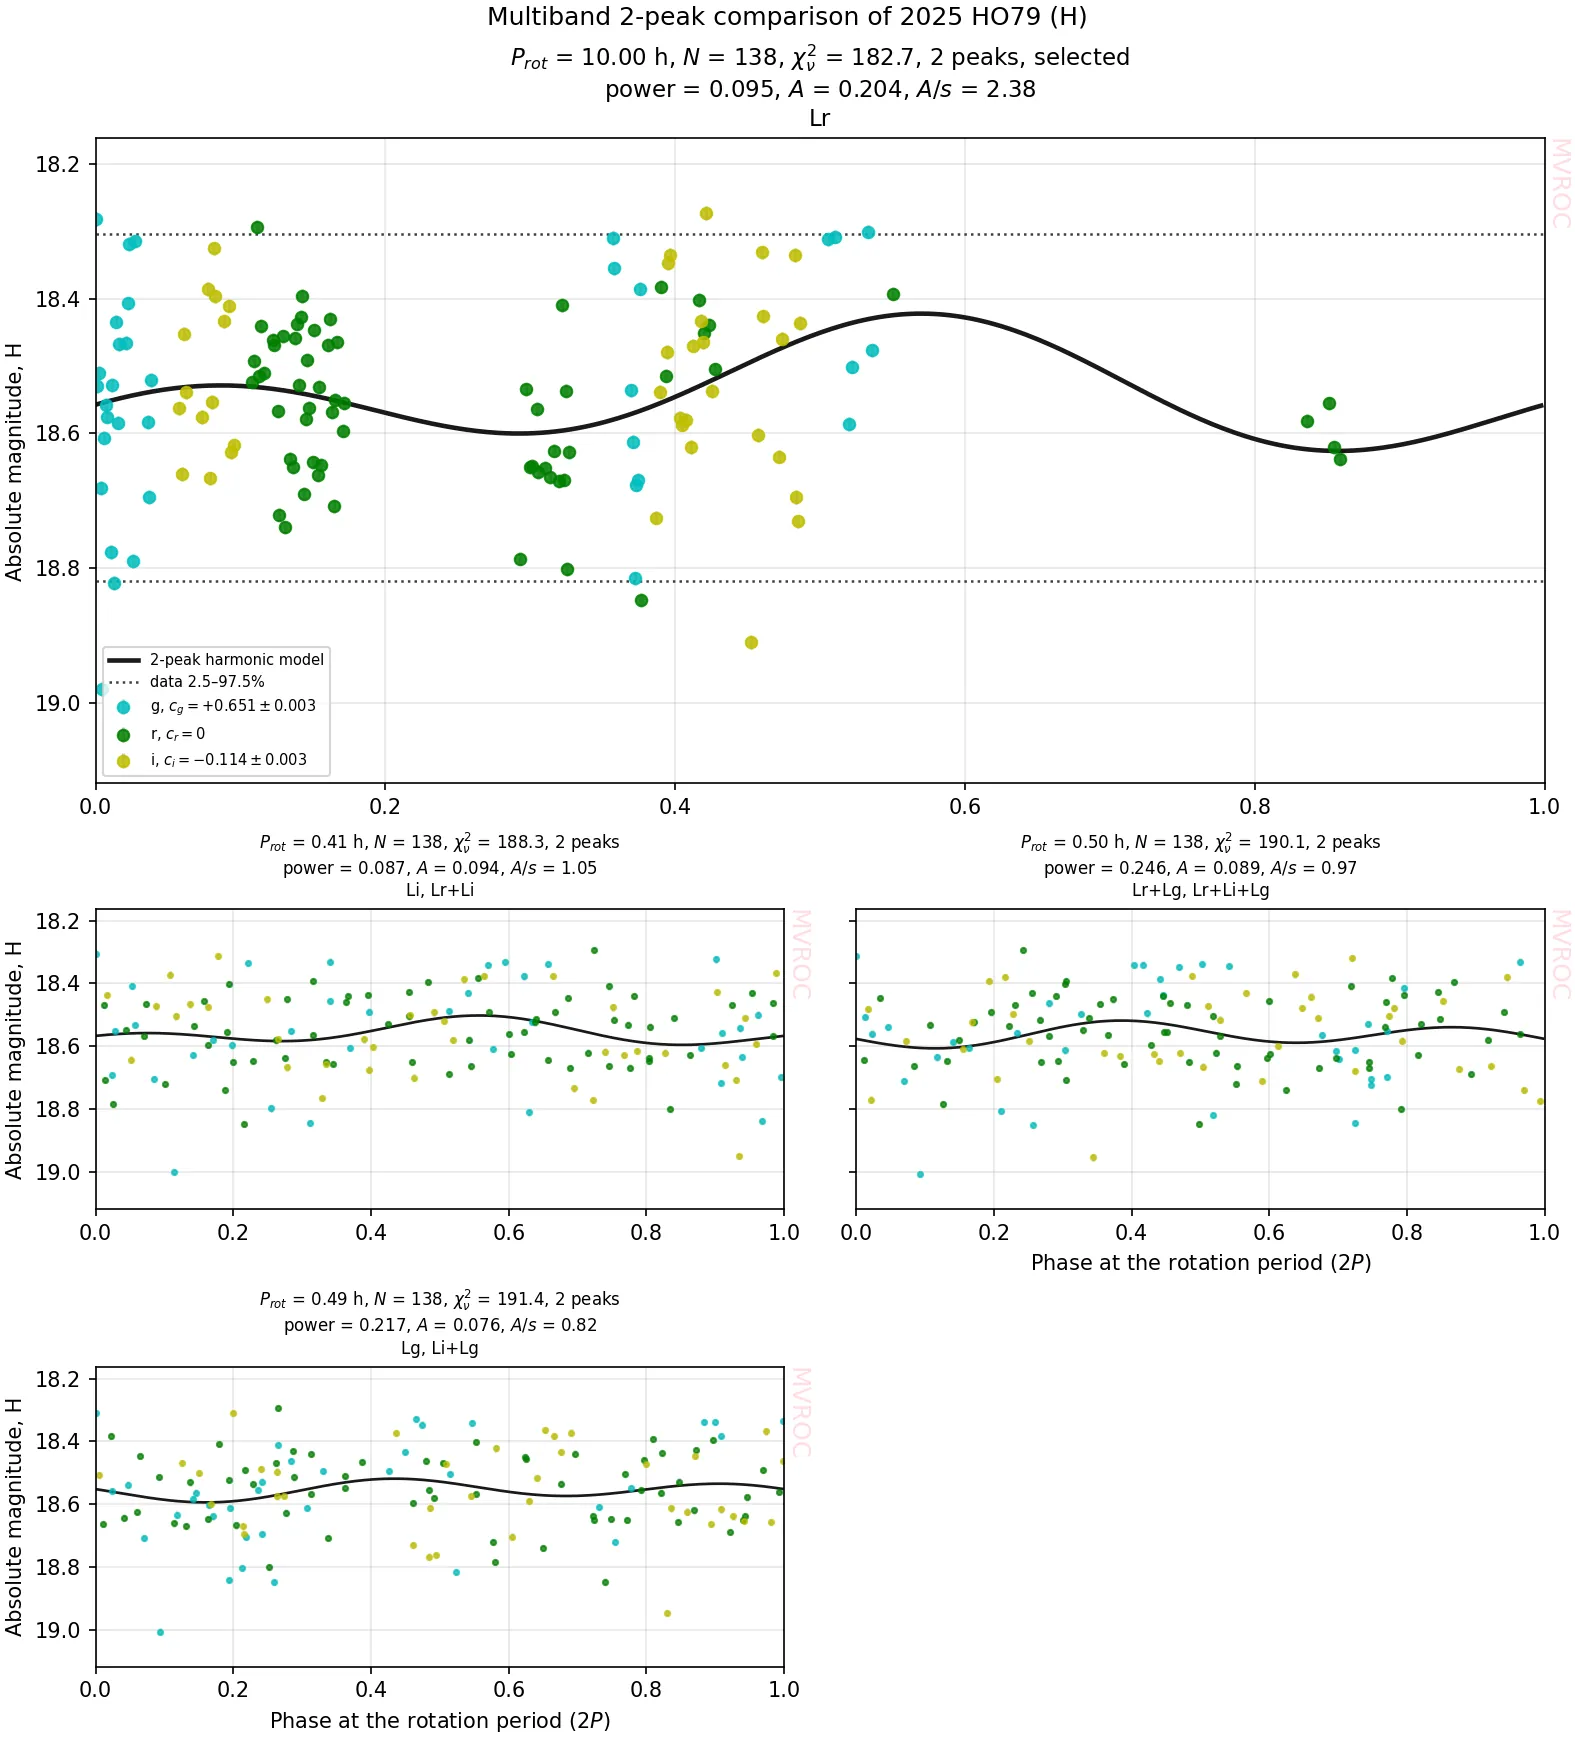 Multiband 2-peak comparison of 2025 HO79 (H)
P_rot = 10.00 h, N = 138, χ²_ν = 182.7, 2 peaks, selected
power = 0.095, A = 0.204, A/s = 2.38
Lr
MVROC
Absolute magnitude, H
18.2
18.4
18.6
18.8
19.0
2-peak harmonic model
data 2.5–97.5%
g, c_g = +0.651 ± 0.003
r, c_r = 0
i, c_i = −0.114 ± 0.003
0.0 0.2 0.4 0.6 0.8 1.0
P_rot = 0.41 h, N = 138, χ²_ν = 188.3, 2 peaks
power = 0.087, A = 0.094, A/s = 1.05
Li, Lr+Li
MVROC
Absolute magnitude, H
18.2
18.4
18.6
18.8
19.0
0.0 0.2 0.4 0.6 0.8 1.0
P_rot = 0.50 h, N = 138, χ²_ν = 190.1, 2 peaks
power = 0.246, A = 0.089, A/s = 0.97
Lr+Lg, Lr+Li+Lg
MVROC
0.0 0.2 0.4 0.6 0.8 1.0
Phase at the rotation period (2P)
P_rot = 0.49 h, N = 138, χ²_ν = 191.4, 2 peaks
power = 0.217, A = 0.076, A/s = 0.82
Lg, Li+Lg
MVROC
Absolute magnitude, H
18.2
18.4
18.6
18.8
19.0
0.0 0.2 0.4 0.6 0.8 1.0
Phase at the rotation period (2P)